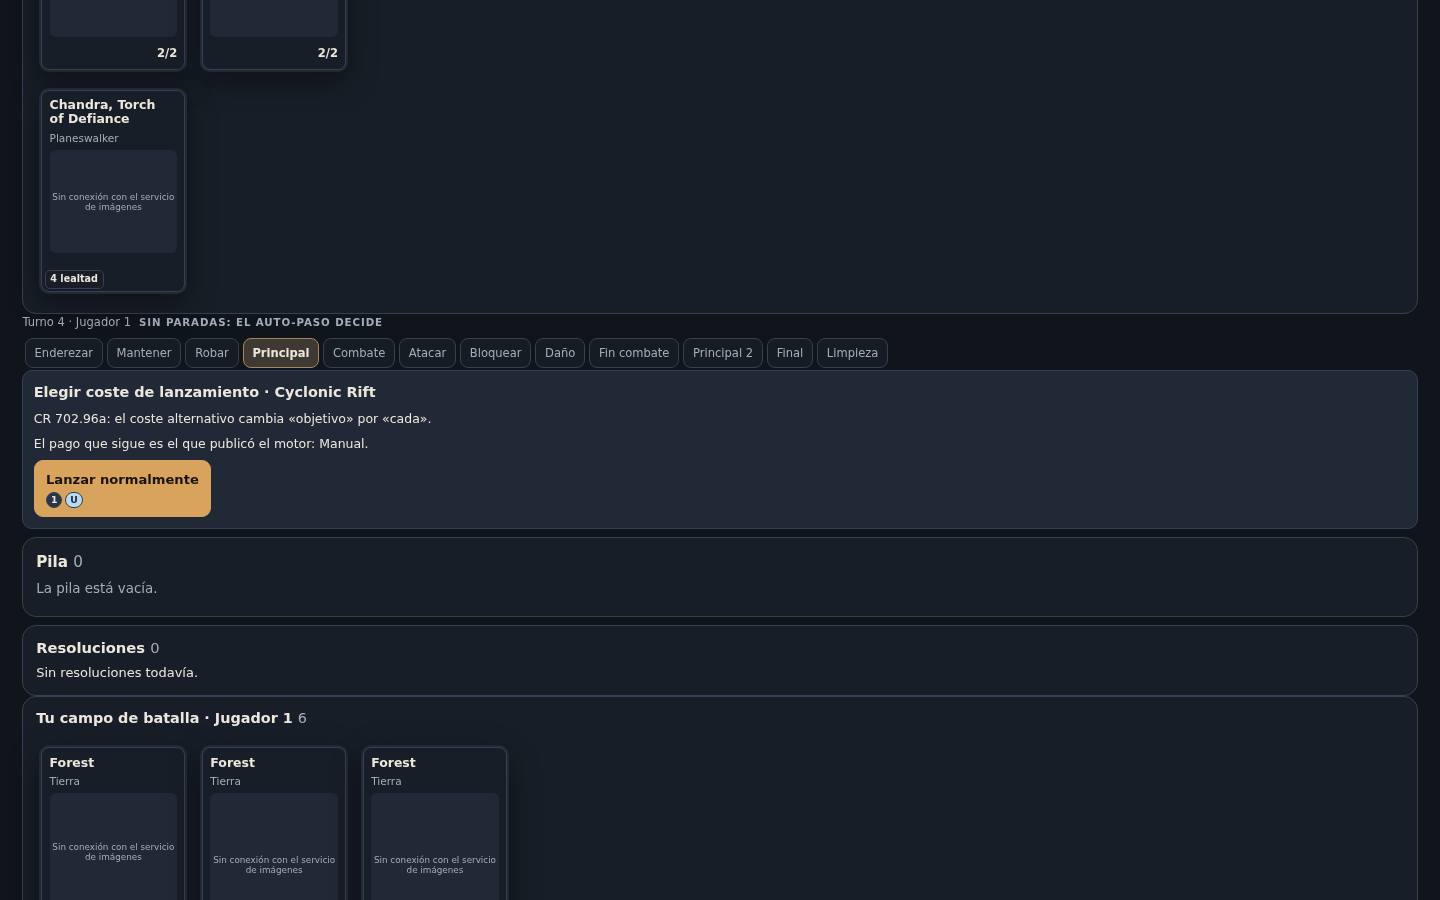 2/2
2/2
Chandra, Torch
of Defiance
Planeswalker
Sin conexión con el servicio
de imágenes
4 lealtad
Turno 4 · Jugador 1 SIN PARADAS: EL AUTO-PASO DECIDE
Enderezar Mantener Robar Principal Combate Atacar Bloquear Daño Fin combate Principal 2 Final Limpieza
Elegir coste de lanzamiento · Cyclonic Rift
CR 702.96a: el coste alternativo cambia «objetivo» por «cada».
El pago que sigue es el que publicó el motor: Manual.
Lanzar normalmente
1 U
Pila 0
La pila está vacía.
Resoluciones 0
Sin resoluciones todavía.
Tu campo de batalla · Jugador 1 6
Forest Forest Forest
Tierra Tierra Tierra
Sin conexión con el servicio
de imágenes
Sin conexión con el servicio
de imágenes
Sin conexión con el servicio
de imágenes